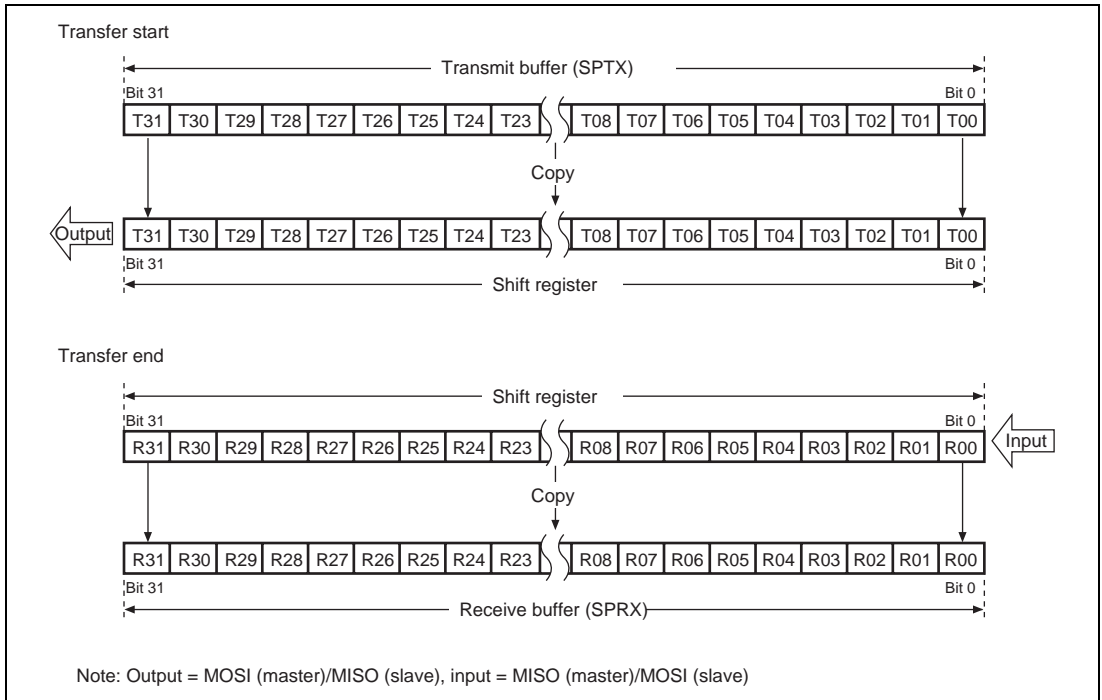 Transfer start
Transmit buffer (SPTX)
Bit 31 Bit 0
T31 T30 T29 T28 T27 T26 T25 T24 T23 T08 T07 T06 T05 T04 T03 T02 T01 T00
Copy
Output T31 T30 T29 T28 T27 T26 T25 T24 T23 T08 T07 T06 T05 T04 T03 T02 T01 T00
Bit 31 Bit 0
Shift register
Transfer end
Shift register
Bit 31 Bit 0
R31 R30 R29 R28 R27 R26 R25 R24 R23 R08 R07 R06 R05 R04 R03 R02 R01 R00 Input
Copy
R31 R30 R29 R28 R27 R26 R25 R24 R23 R08 R07 R06 R05 R04 R03 R02 R01 R00
Bit 31 Bit 0
Receive buffer (SPRX)
Note: Output = MOSI (master)/MISO (slave), input = MISO (master)/MOSI (slave)